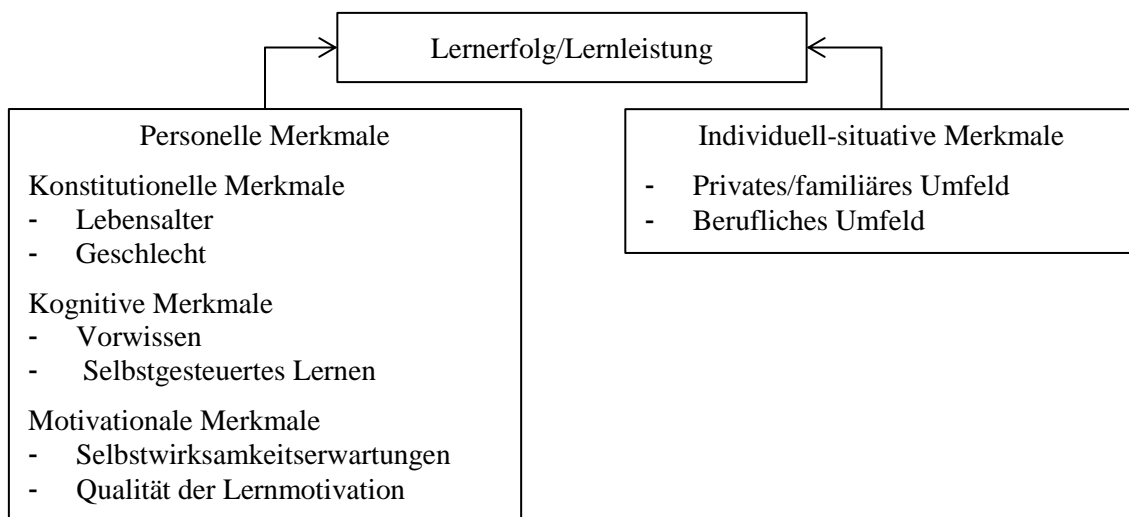 Lernerfolg/Lernleistung
Personelle Merkmale
Konstitutionelle Merkmale
- Lebensalter
- Geschlecht
Kognitive Merkmale
- Vorwissen
- Selbstgesteuertes Lernen
Motivationale Merkmale
- Selbstwirksamkeitserwartungen
- Qualität der Lernmotivation
Individuell-situative Merkmale
- Privates/familiäres Umfeld
- Berufliches Umfeld